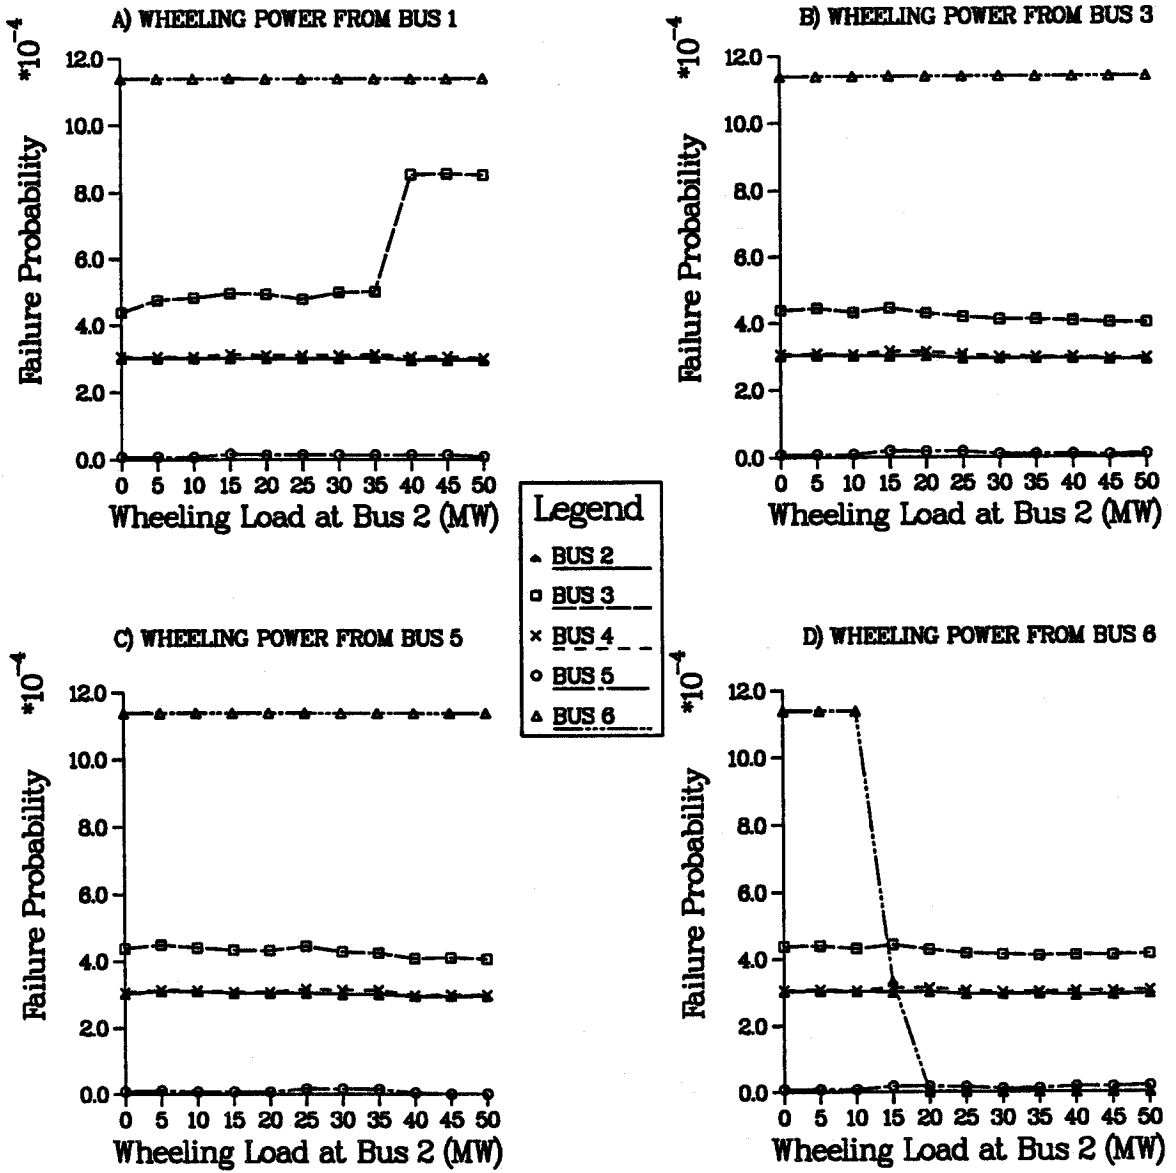 A) WHEELING POWER FROM BUS 1
*10^-4
Failure Probability
12.0
10.0
8.0
6.0
4.0
2.0
0.0
0 5 10 15 20 25 30 35 40 45 50
Wheeling Load at Bus 2 (MW)
B) WHEELING POWER FROM BUS 3
*10^-4
Failure Probability
12.0
10.0
8.0
6.0
4.0
2.0
0.0
0 5 10 15 20 25 30 35 40 45 50
Wheeling Load at Bus 2 (MW)
Legend
BUS 2
BUS 3
BUS 4
BUS 5
BUS 6
C) WHEELING POWER FROM BUS 5
*10^-4
Failure Probability
12.0
10.0
8.0
6.0
4.0
2.0
0.0
0 5 10 15 20 25 30 35 40 45 50
Wheeling Load at Bus 2 (MW)
D) WHEELING POWER FROM BUS 6
*10^-4
Failure Probability
12.0
10.0
8.0
6.0
4.0
2.0
0.0
0 5 10 15 20 25 30 35 40 45 50
Wheeling Load at Bus 2 (MW)